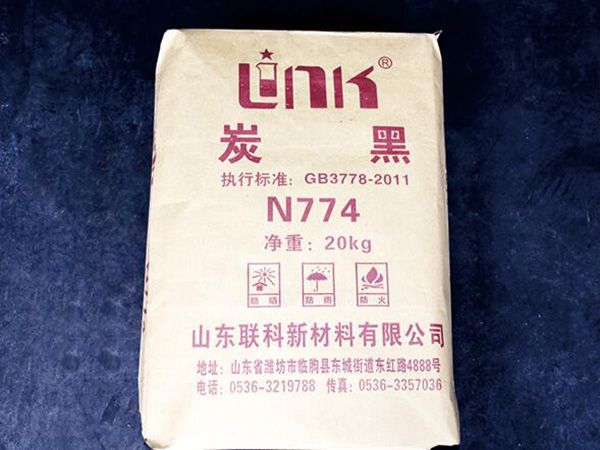 LINK®
炭黑
执行标准：GB3778-2011
N774
净重：20kg
防晒 防雨 防火
山东联科新材料有限公司
地址：山东省潍坊市临朐县东城街道东红路4888号
电话：0536-3219788 传真：0536-3357036